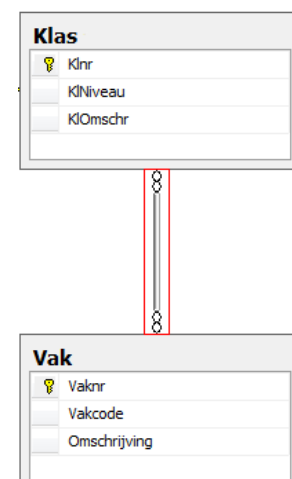 Klas
Klnr
KlNiveau
KlOmschr
Vak
Vaknr
Vakcode
Omschrijving